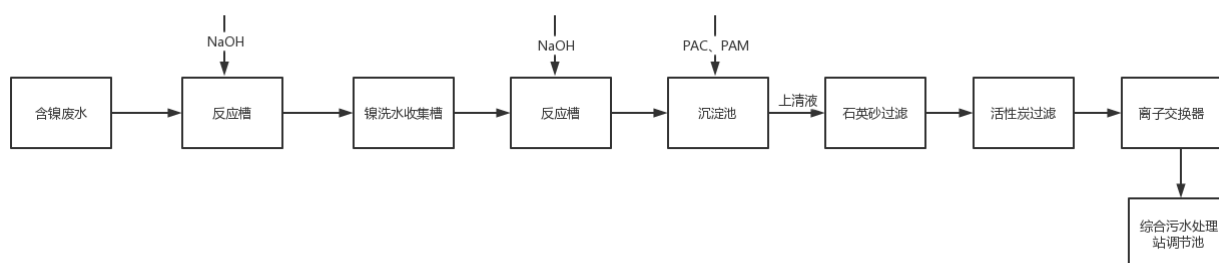 NaOH
NaOH
PAC、PAM
含镍废水
反应槽
镍洗水收集槽
反应槽
沉淀池
上清液
石英砂过滤
活性炭过滤
离子交换器
综合污水处理
站调节池